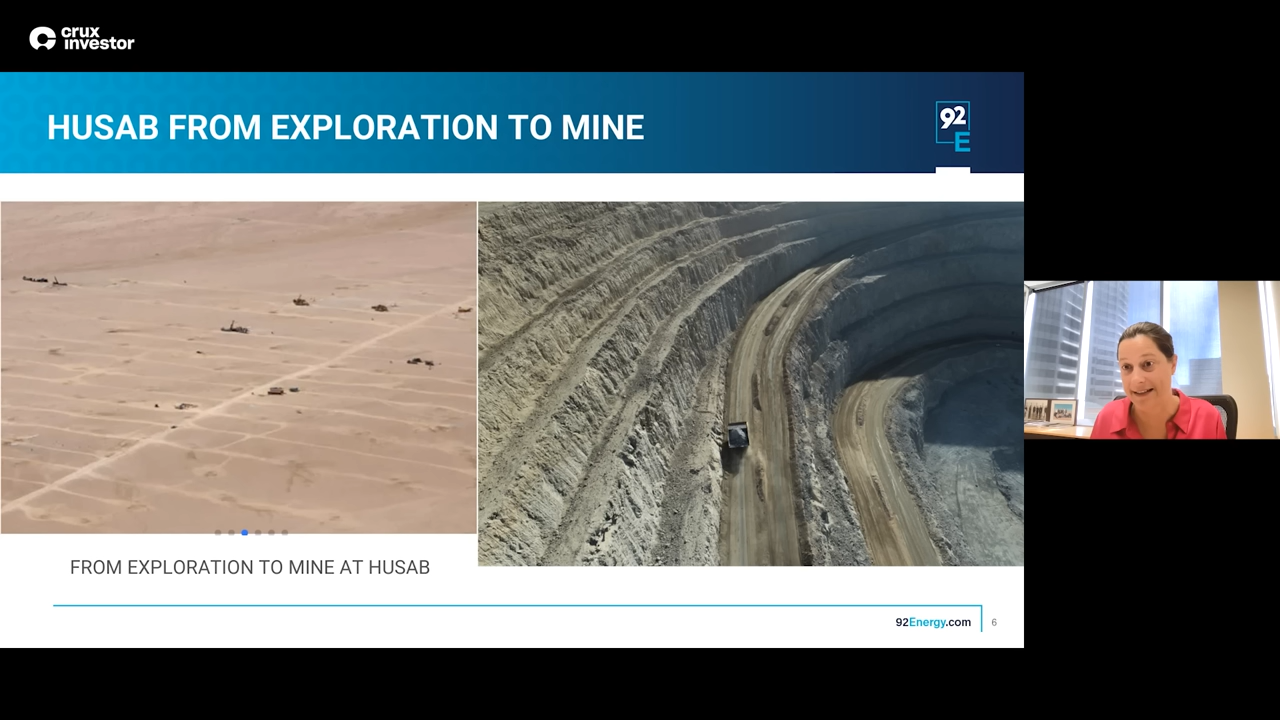 crux
investor
HUSAB FROM EXPLORATION TO MINE
92
E
FROM EXPLORATION TO MINE AT HUSAB
92Energy.com
6